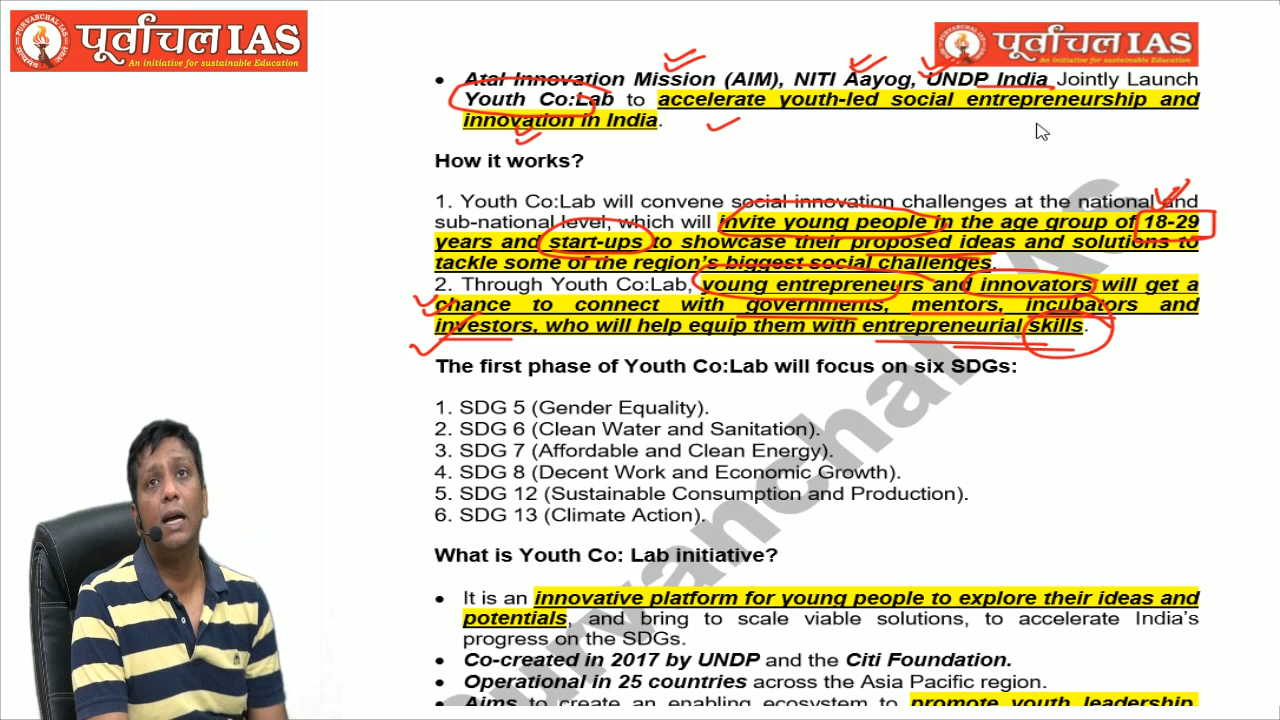 पूर्वांचल IAS
An initiative for sustainable Education
पूर्वांचल IAS
An initiative for sustainable Education
• Atal Innovation Mission (AIM), NITI Aayog, UNDP India Jointly Launch
Youth Co:Lab to accelerate youth-led social entrepreneurship and
innovation in India.
How it works?
1. Youth Co:Lab will convene social innovation challenges at the national and
sub-national level, which will invite young people in the age group of 18-29
years and start-ups to showcase their proposed ideas and solutions to
tackle some of the region's biggest social challenges.
2. Through Youth Co:Lab, young entrepreneurs and innovators will get a
chance to connect with governments, mentors, incubators and
investors, who will help equip them with entrepreneurial skills.
The first phase of Youth Co:Lab will focus on six SDGs:
1. SDG 5 (Gender Equality).
2. SDG 6 (Clean Water and Sanitation).
3. SDG 7 (Affordable and Clean Energy).
4. SDG 8 (Decent Work and Economic Growth).
5. SDG 12 (Sustainable Consumption and Production).
6. SDG 13 (Climate Action).
What is Youth Co: Lab initiative?
• It is an innovative platform for young people to explore their ideas and
potentials, and bring to scale viable solutions, to accelerate India's
progress on the SDGs.
• Co-created in 2017 by UNDP and the Citi Foundation.
• Operational in 25 countries across the Asia Pacific region.
• Aims to create an enabling ecosystem to promote youth leadership,